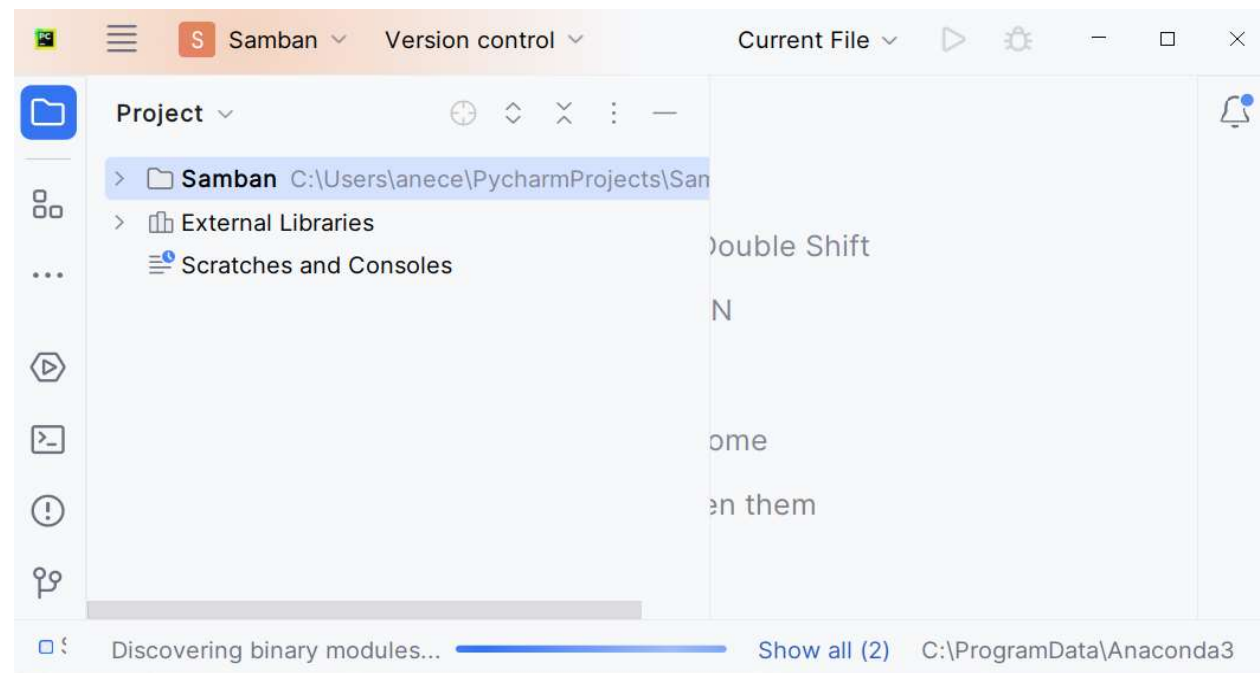 PC
S Samban Version control Current File
Project
Samban C:\Users\anece\PycharmProjects\Sam
External Libraries
Scratches and Consoles
Double Shift
N
ome
en them
Discovering binary modules... Show all (2) C:\ProgramData\Anaconda3